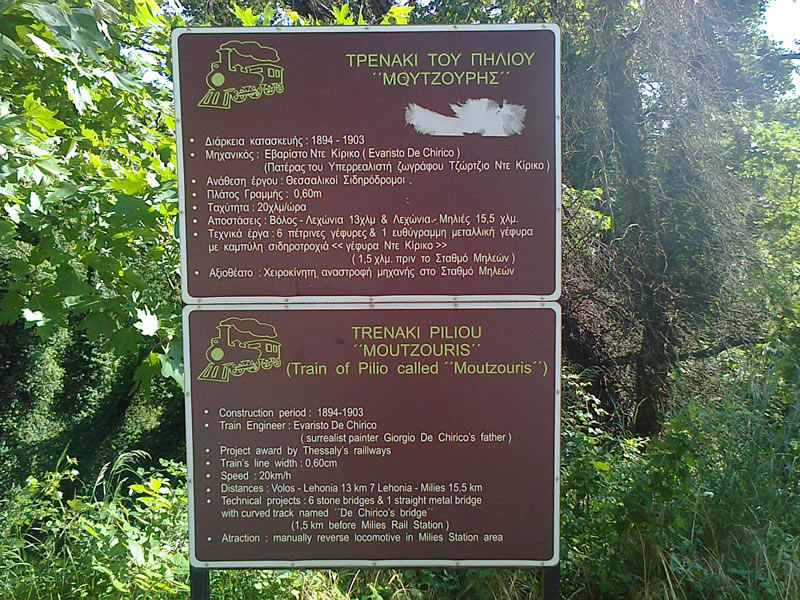 ΤΡΕΝΑΚΙ ΤΟΥ ΠΗΛΙΟΥ
´´ΜΟΥΤΖΟΥΡΗΣ´´
• Διάρκεια κατασκευής : 1894 - 1903
• Μηχανικός : Εβαρίστο Ντε Κίρικο ( Evaristo De Chirico )
(Πατέρας του Υπερρεαλιστή ζωγράφου Τζώρτζιο Ντε Κίρικο )
• Ανάθεση έργου : Θεσσαλικοί Σιδηρόδρομοι
• Πλάτος Γραμμής : 0,60m
• Ταχύτητα : 20χλμ/ώρα
• Αποστάσεις : Βόλος - Λεχώνια 13χλμ & Λεχώνια - Μηλιές 15,5 χλμ.
• Τεχνικά έργα : 6 πέτρινες γέφυρες & 1 ευθύγραμμη μεταλλική γέφυρα
με καμπύλη σιδηροτροχιά << γέφυρα Ντε Κίρικο >>
( 1,5 χλμ. πριν το Σταθμό Μηλεών )
• Αξιοθέατο : Χειροκίνητη αναστροφή μηχανής στο Σταθμό Μηλεών
TRENAKI PILIOU
´´MOUTZOURIS´´
(Train of Pilio called ´´Moutzouris´´)
• Construction period : 1894-1903
• Train Engineer : Evaristo De Chirico
( surrealist painter Giorgio De Chirico's father )
• Project award by Thessaly's raillways
• Train's line width : 0,60cm
• Speed : 20km/h
• Distances : Volos - Lehonia 13 km 7 Lehonia - Milies 15,5 km
• Technical projects : 6 stone bridges & 1 straight metal bridge
with curved track named ´´De Chirico's bridge´´
(1,5 km before Milies Rail Station )
• Atraction : manually reverse locomotive in Milies Station area